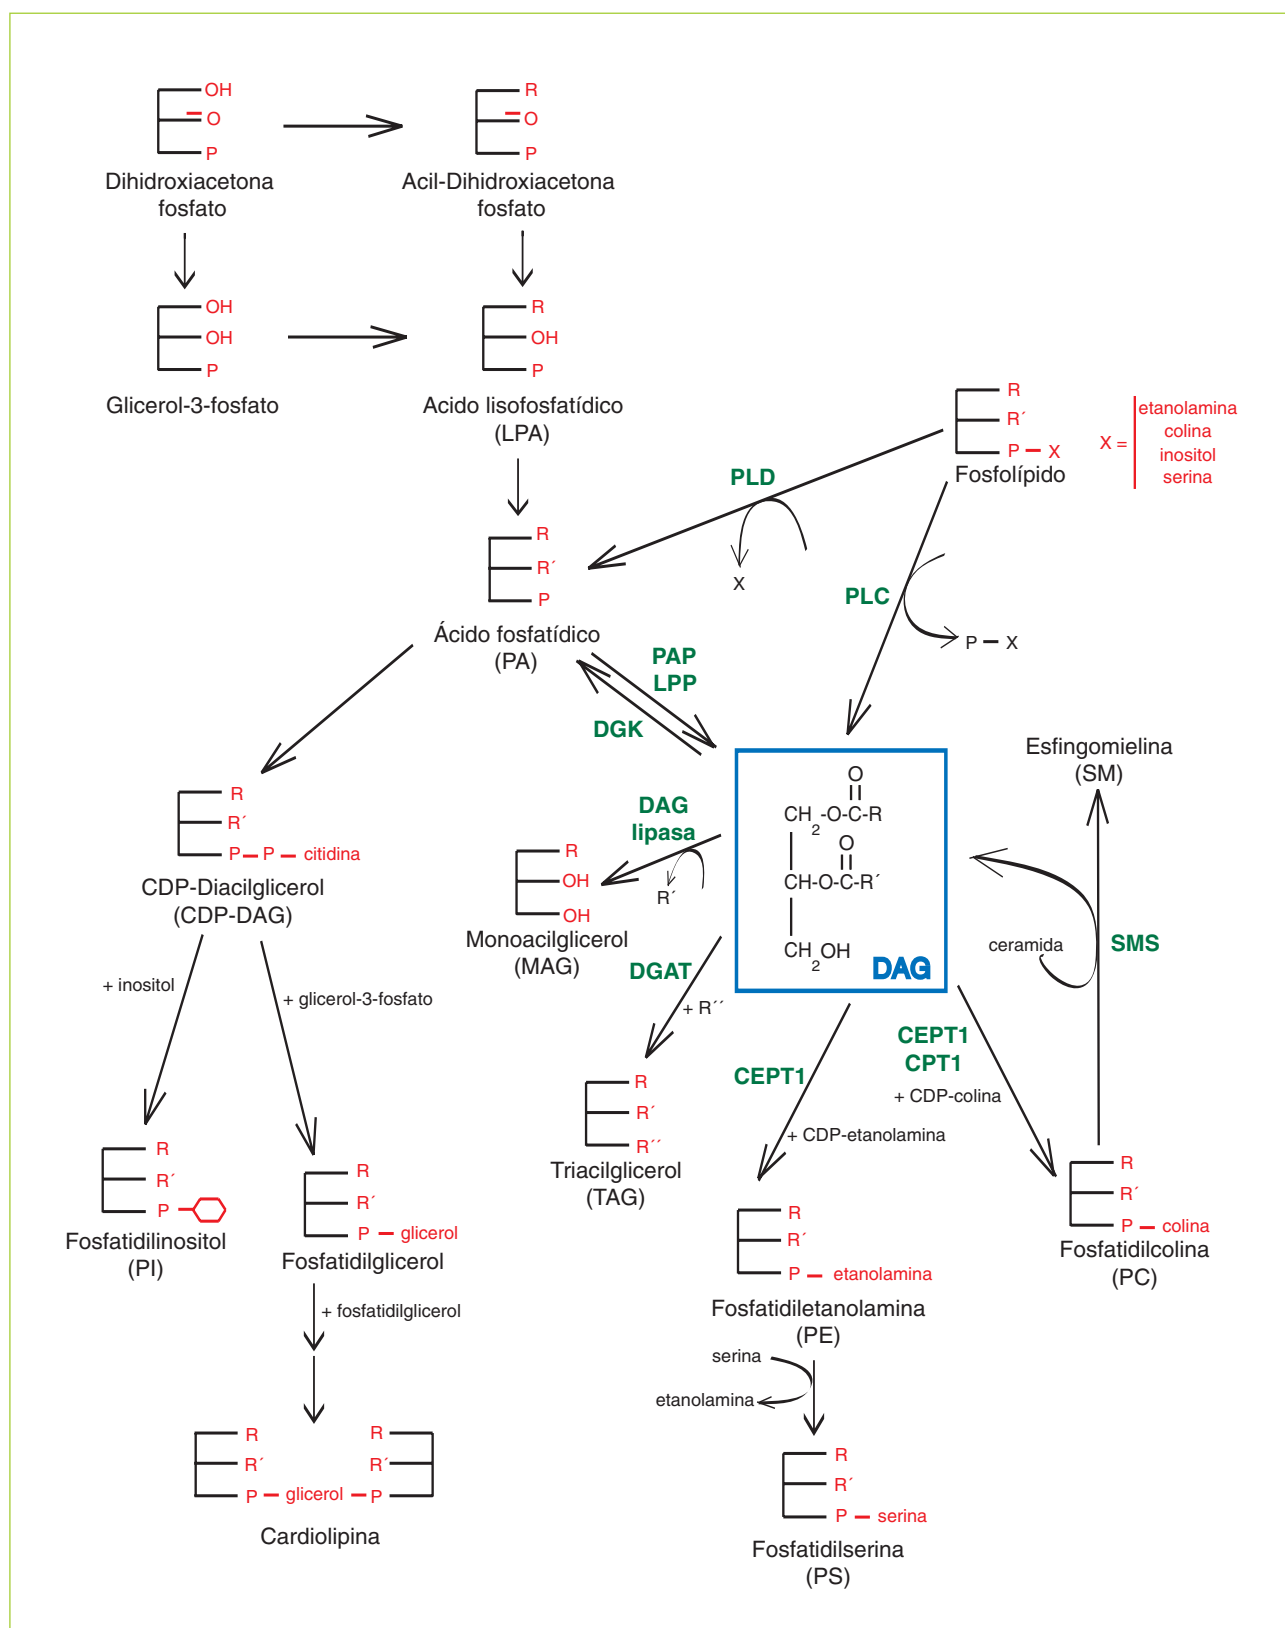 OH
O
P
Dihidroxiacetona
fosfato
R
O
P
Acil-Dihidroxiacetona
fosfato
OH
OH
P
Glicerol-3-fosfato
R
OH
P
Acido lisofosfatídico
(LPA)
R
R´
P – X
Fosfolípido
X =
etanolamina
colina
inositol
serina
PLD
X
PLC
P – X
R
R´
P
Ácido fosfatídico
(PA)
PAP
LPP
DGK
Esfingomielina
(SM)
R
R´
P – P – citidina
CDP-Diacilglicerol
(CDP-DAG)
DAG
lipasa
R´
R
OH
OH
Monoacilglicerol
(MAG)
O
CH2-O-C-R
O
CH-O-C-R´
CH2OH
DAG
ceramida
SMS
+ inositol
+ glicerol-3-fosfato
DGAT
+ R´´
CEPT1
+ CDP-etanolamina
CEPT1
CPT1
+ CDP-colina
R
R´
R´´
Triacilglicerol
(TAG)
R
R´
P
Fosfatidilinositol
(PI)
R
R´
P – glicerol
Fosfatidilglicerol
R
R´
P – colina
Fosfatidilcolina
(PC)
R
R´
P – etanolamina
Fosfatidiletanolamina
(PE)
+ fosfatidilglicerol
serina
etanolamina
R
R´
P – glicerol – P
R
R´
Cardiolipina
R
R´
P – serina
Fosfatidilserina
(PS)